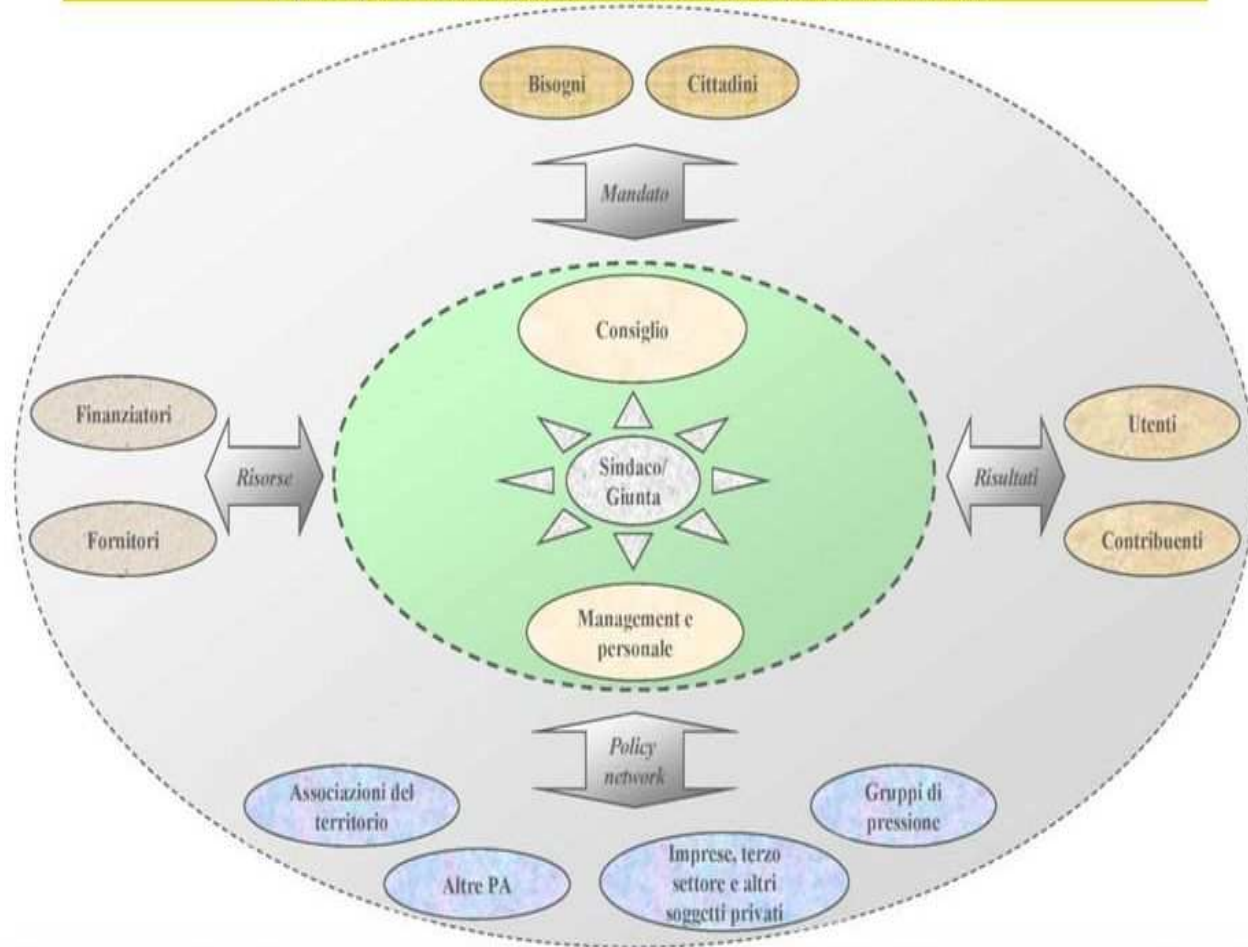 Bisogni
Cittadini
Mandato
Consiglio
Finanziatori
Utenti
Risorse
Sindaco/
Giunta
Risultati
Fornitori
Contribuenti
Management e
personale
Policy
network
Associazioni del
territorio
Gruppi di
pressione
Altre PA
Imprese, terzo
settore e altri
soggetti privati